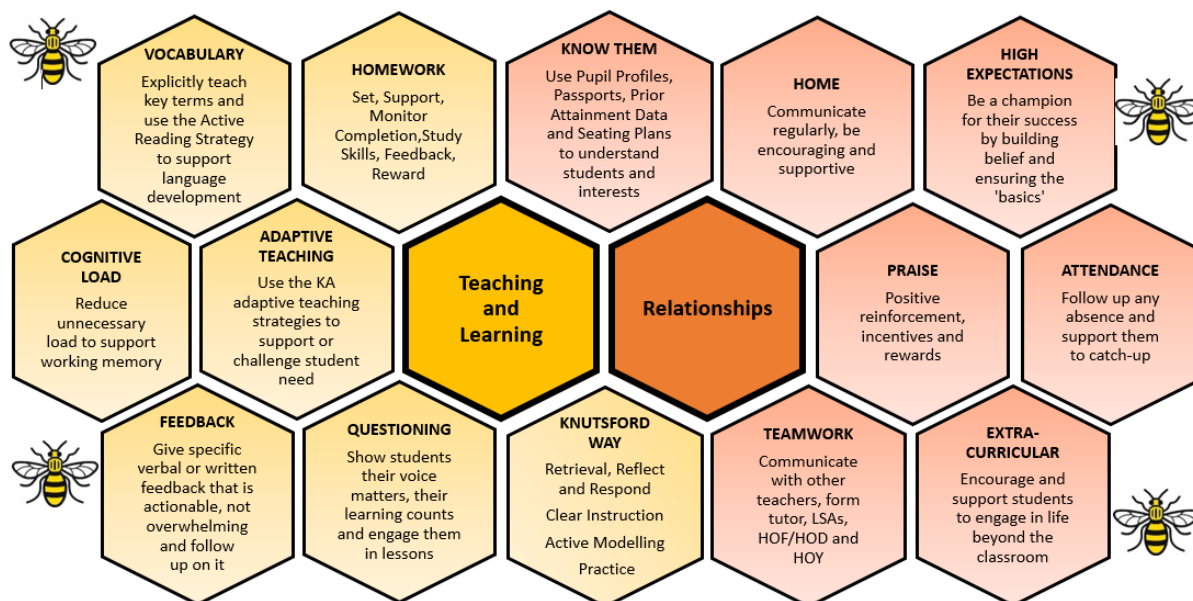 VOCABULARY
Explicitly teach
key terms and
use the Active
Reading Strategy
to support
language
development
HOMEWORK
Set, Support,
Monitor
Completion,Study
Skills, Feedback,
Reward
KNOW THEM
Use Pupil Profiles,
Passports, Prior
Attainment Data
and Seating Plans
to understand
students and
interests
HOME
Communicate
regularly, be
encouraging and
supportive
HIGH
EXPECTATIONS
Be a champion
for their success
by building
belief and
ensuring the
'basics'
COGNITIVE
LOAD
Reduce
unnecessary
load to support
working memory
ADAPTIVE
TEACHING
Use the KA
adaptive teaching
strategies to
support or
challenge student
need
Teaching
and
Learning
Relationships
PRAISE
Positive
reinforcement,
incentives and
rewards
ATTENDANCE
Follow up any
absence and
support them
to catch-up
FEEDBACK
Give specific
verbal or written
feedback that is
actionable, not
overwhelming
and follow
up on it
QUESTIONING
Show students
their voice
matters, their
learning counts
and engage them
in lessons
KNUTSFORD
WAY
Retrieval, Reflect
and Respond
Clear Instruction
Active Modelling
Practice
TEAMWORK
Communicate
with other
teachers, form
tutor, LSAs,
HOF/HOD and
HOY
EXTRA-
CURRICULAR
Encourage and
support students
to engage in life
beyond the
classroom